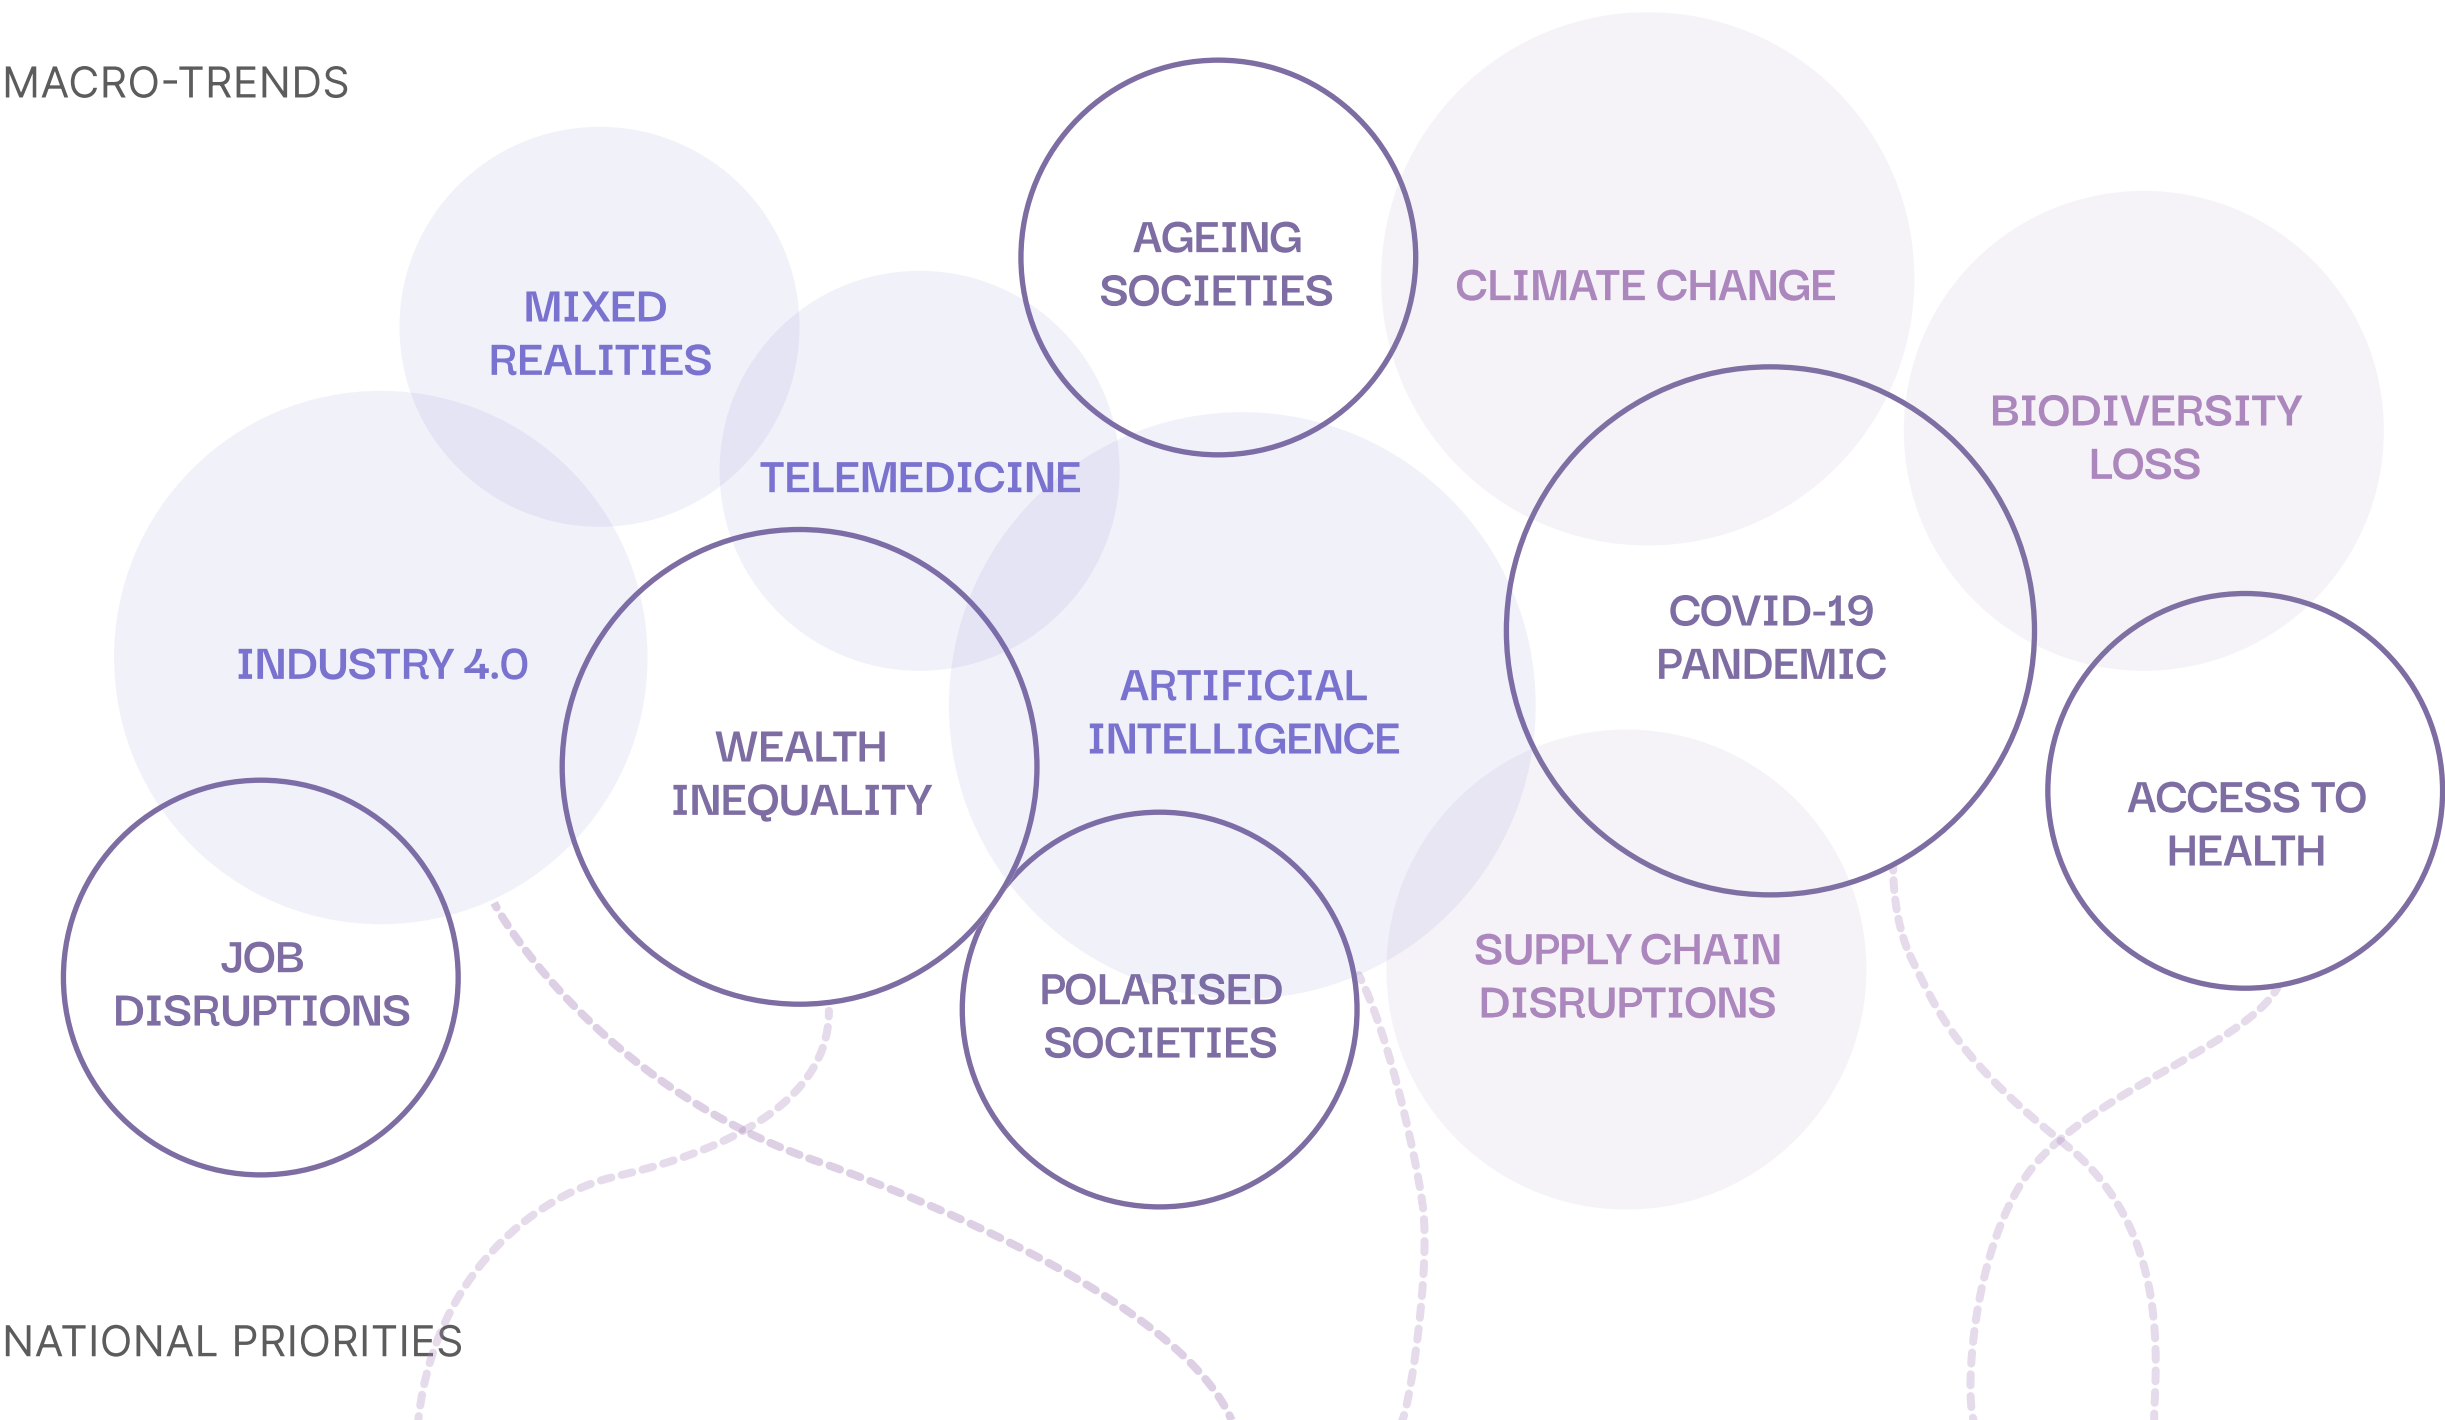 MACRO-TRENDS
AGEING
SOCIETIES
CLIMATE CHANGE
MIXED
REALITIES
BIODIVERSITY
LOSS
TELEMEDICINE
INDUSTRY 4.0
COVID-19
PANDEMIC
ARTIFICIAL
INTELLIGENCE
WEALTH
INEQUALITY
ACCESS TO
HEALTH
JOB
DISRUPTIONS
POLARISED
SOCIETIES
SUPPLY CHAIN
DISRUPTIONS
NATIONAL PRIORITIES